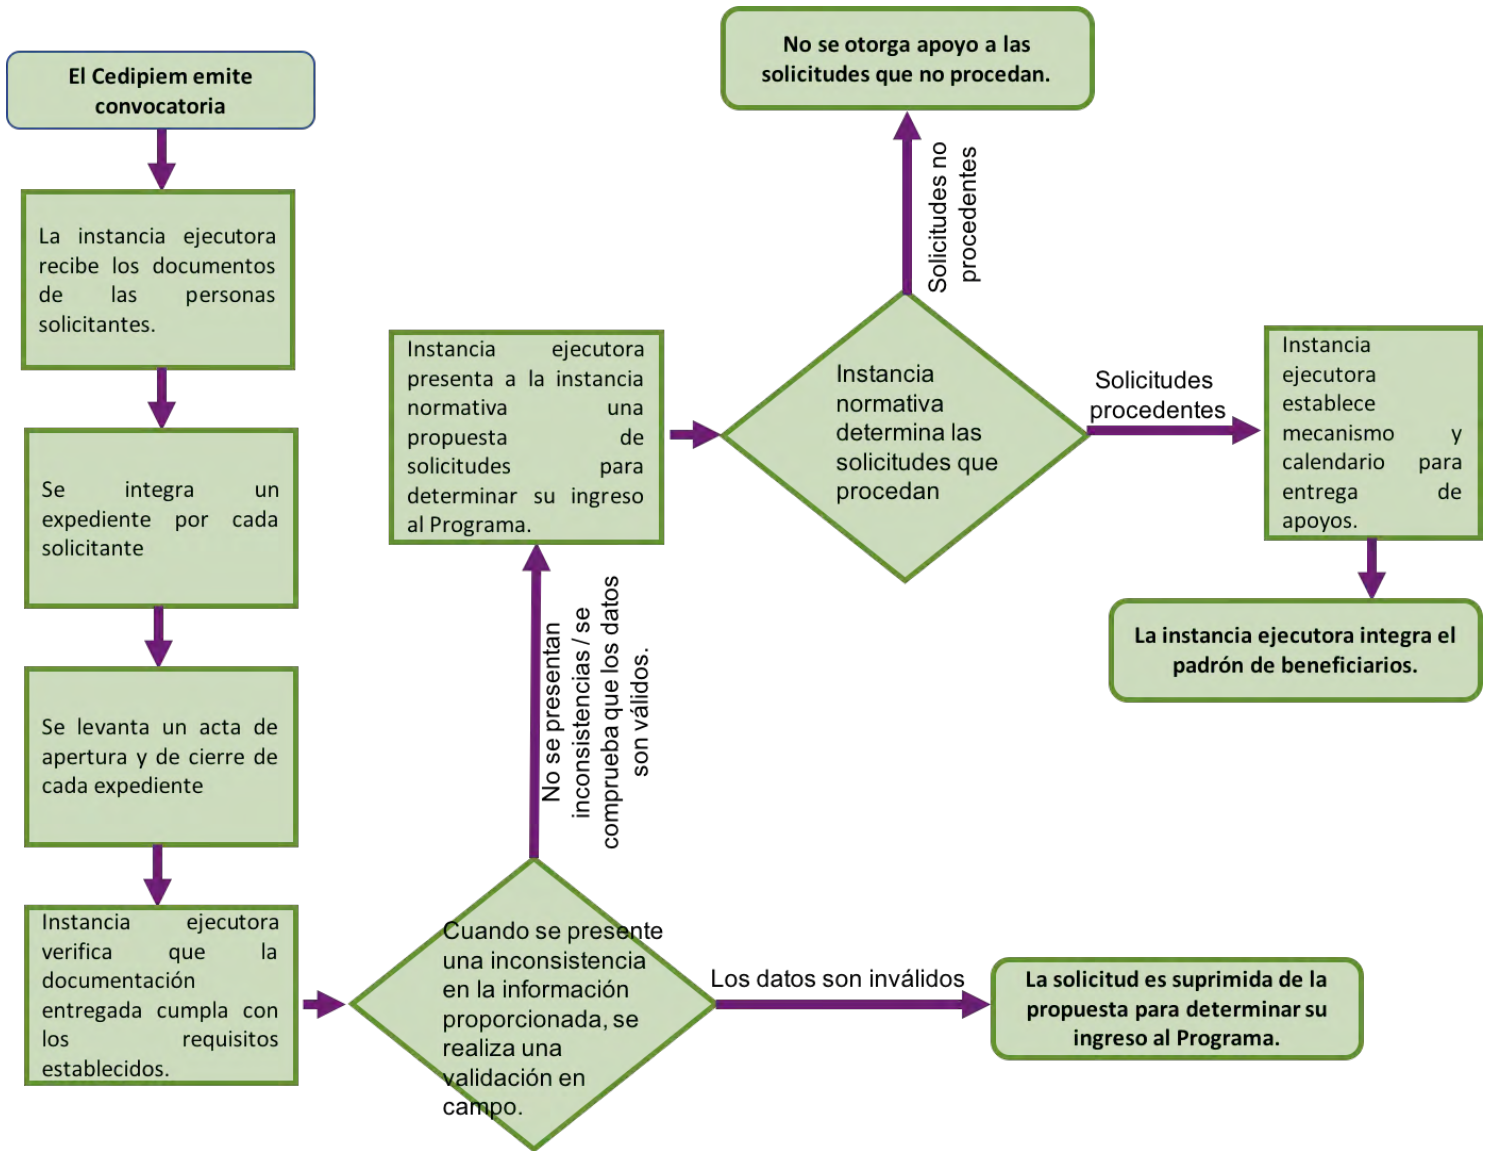 El Cedipiem emite
convocatoria
La instancia ejecutora
recibe los documentos
de las personas
solicitantes.
Se integra un
expediente por cada
solicitante
Se levanta un acta de
apertura y de cierre de
cada expediente
Instancia ejecutora
verifica que la
documentación
entregada cumpla con
los requisitos
establecidos.
Cuando se presente
una inconsistencia
en la información
proporcionada, se
realiza una
validación en
campo.
Los datos son inválidos
La solicitud es suprimida de la
propuesta para determinar su
ingreso al Programa.
No se presentan
inconsistencias / se
comprueba que los datos
son válidos.
Instancia ejecutora
presenta a la instancia
normativa una
propuesta de
solicitudes para
determinar su ingreso
al Programa.
Instancia
normativa
determina las
solicitudes que
procedan
Solicitudes no
procedentes
No se otorga apoyo a las
solicitudes que no procedan.
Solicitudes
procedentes
Instancia
ejecutora
establece
mecanismo y
calendario para
entrega de
apoyos.
La instancia ejecutora integra el
padrón de beneficiarios.